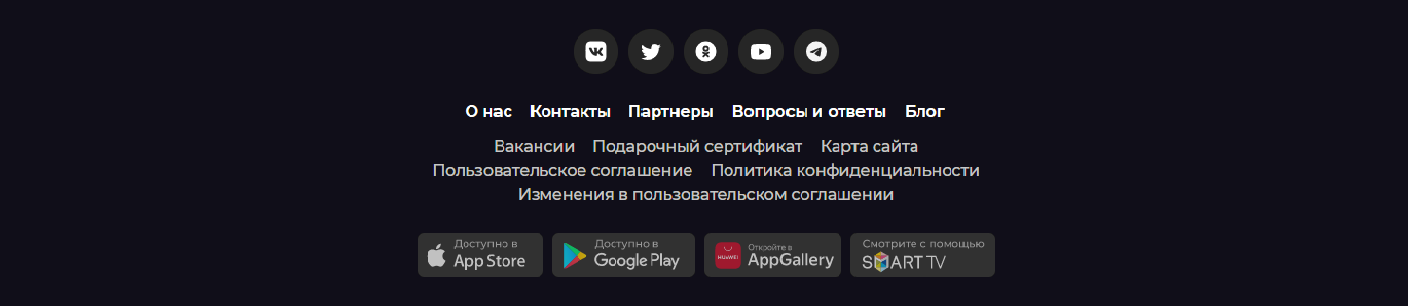 О нас Контакты Партнеры Вопросы и ответы Блог
Вакансии Подарочный сертификат Карта сайта
Пользовательское соглашение Политика конфиденциальности
Изменения в пользовательском соглашении
Доступно в
App Store
Доступно в
Google Play
HUAWEI
Откройте в
AppGallery
Смотрите с помощью
SMART TV